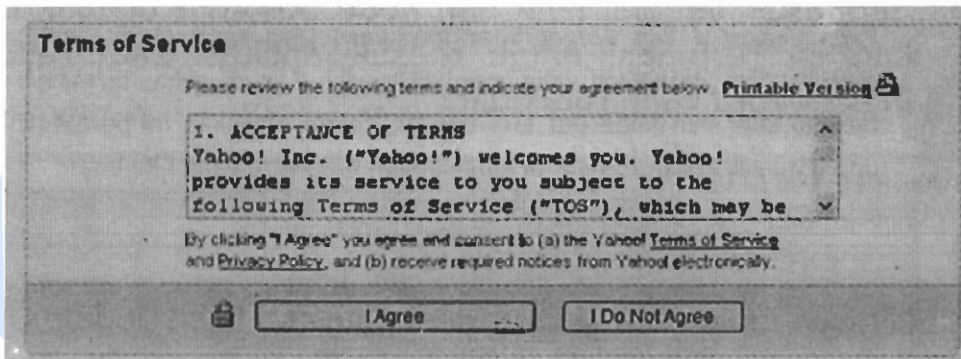 Terms of Service
Please review the following terms and indicate your agreement below. Printable Version
1. ACCEPTANCE OF TERMS
Yahoo! Inc. ("Yahoo!") welcomes you. Yahoo!
provides its service to you subject to the
following Terms of Service ("TOS"), which may be
By clicking "I Agree" you agree and consent to (a) the Yahoo! Terms of Service
and Privacy Policy, and (b) receive required notices from Yahoo! electronically.
I Agree I Do Not Agree